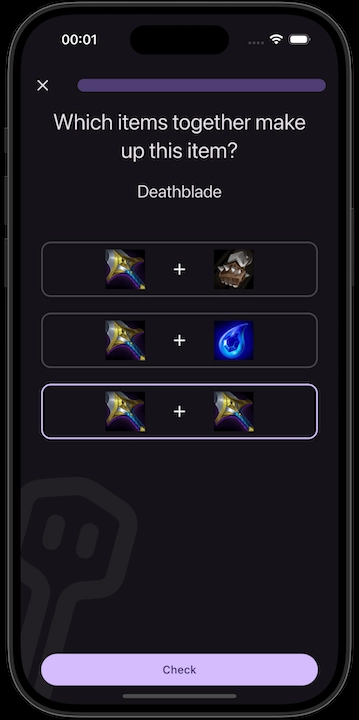 00:01
Which items together make
up this item?
Deathblade
+
+
+
Check